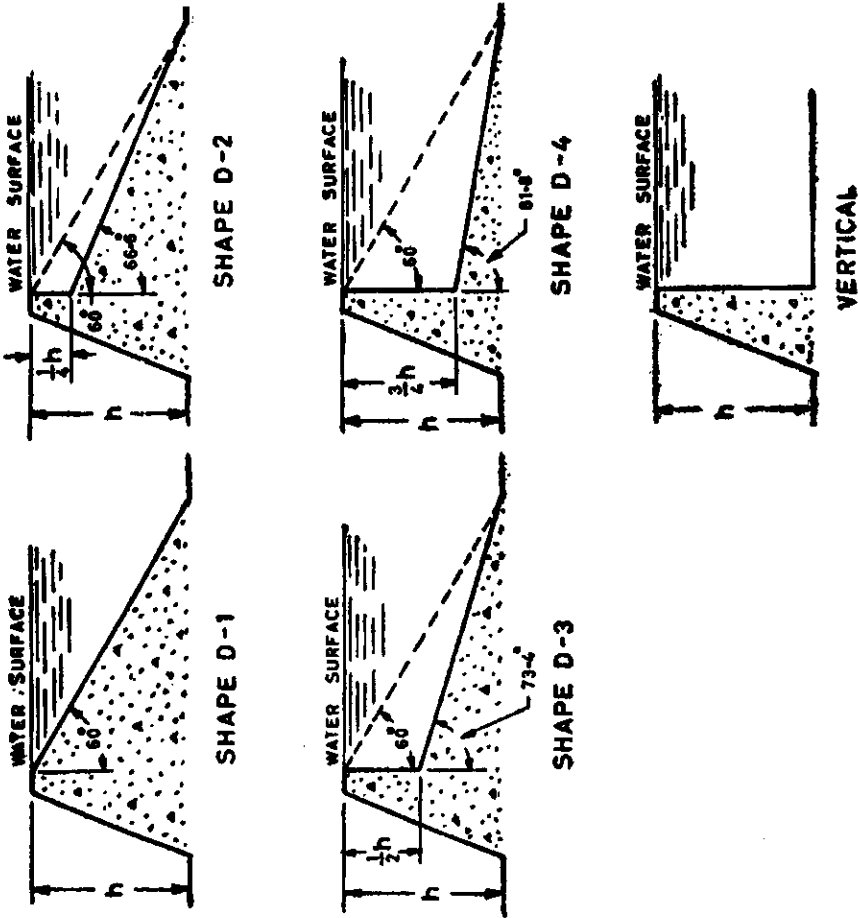 WATER SURFACE
h
60°
SHAPE D-1
WATER SURFACE
1/4 h
h
60°
66-6°
SHAPE D-2
WATER SURFACE
1/2 h
h
60°
73-4°
SHAPE D-3
WATER SURFACE
3/4 h
h
60°
81-8°
SHAPE D-4
WATER SURFACE
h
VERTICAL